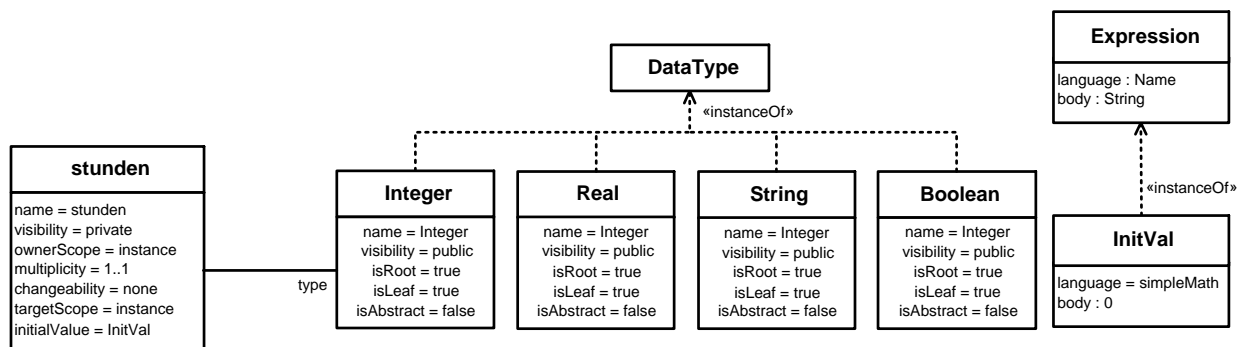 DataType
«instanceOf»
Expression
language : Name
body : String
«instanceOf»
stunden
name = stunden
visibility = private
ownerScope = instance
multiplicity = 1..1
changeability = none
targetScope = instance
initialValue = InitVal
type
Integer
name = Integer
visibility = public
isRoot = true
isLeaf = true
isAbstract = false
Real
name = Integer
visibility = public
isRoot = true
isLeaf = true
isAbstract = false
String
name = Integer
visibility = public
isRoot = true
isLeaf = true
isAbstract = false
Boolean
name = Integer
visibility = public
isRoot = true
isLeaf = true
isAbstract = false
InitVal
language = simpleMath
body : 0